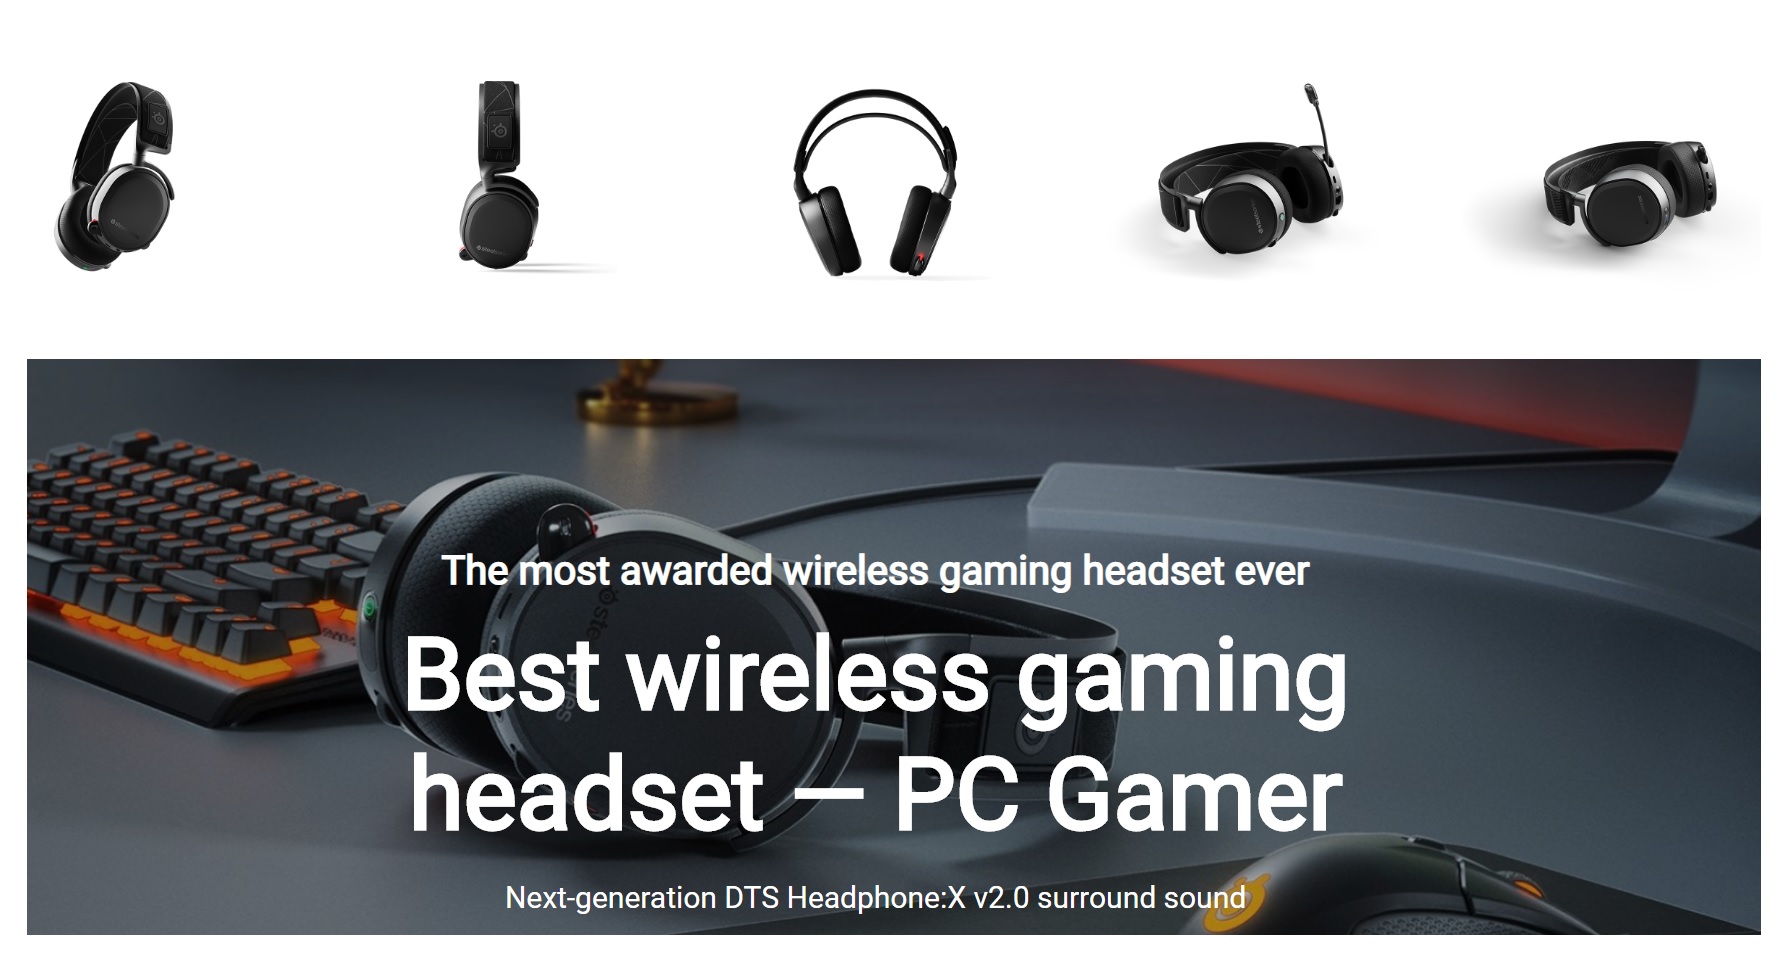 The most awarded wireless gaming headset ever
Best wireless gaming
headset — PC Gamer
Next-generation DTS Headphone:X v2.0 surround sound